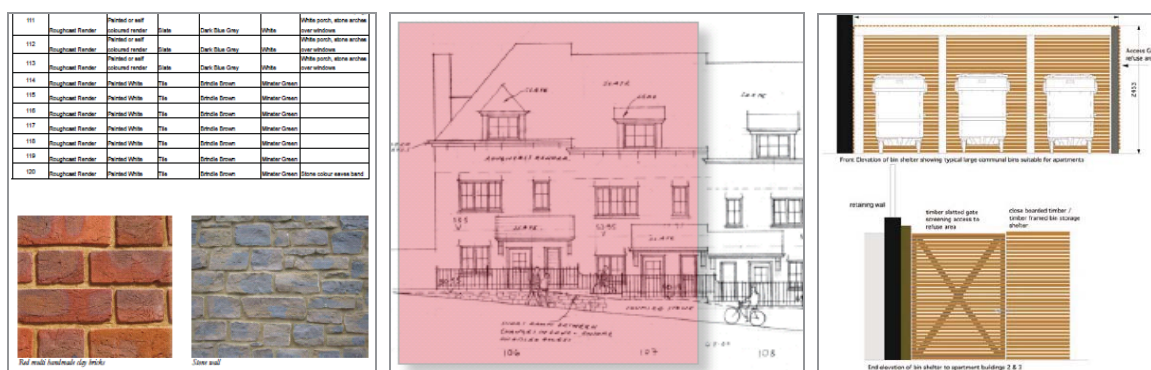 111 Roughcast Render Painted or self coloured render Slate Dark Blue Grey White White porch, stone arches over windows
112 Roughcast Render Painted or self coloured render Slate Dark Blue Grey White White porch, stone arches over windows
113 Roughcast Render Painted or self coloured render Slate Dark Blue Grey White White porch, stone arches over windows
114 Roughcast Render Painted White Tile Brindle Brown Minster Green
115 Roughcast Render Painted White Tile Brindle Brown Minster Green
116 Roughcast Render Painted White Tile Brindle Brown Minster Green
117 Roughcast Render Painted White Tile Brindle Brown Minster Green
118 Roughcast Render Painted White Tile Brindle Brown Minster Green
119 Roughcast Render Painted White Tile Brindle Brown Minster Green
120 Roughcast Render Painted White Tile Brindle Brown Minster Green Stone colour eaves band
Red multi handmade clay bricks
Stone wall
SLATE
SLATE
LEAD
SLATE
ROUGHCAST RENDER
SLATE
SLATE
COURSED STONE
106
107
108
Access
refuse area
2453
Front Elevation of bin shelter showing typical large communal bins suitable for apartments
retaining wall
timber slatted gate
screening access to
refuse area
close boarded timber /
timber framed bin storage
shelter
End elevation of bin shelter to apartment buildings 2 & 3